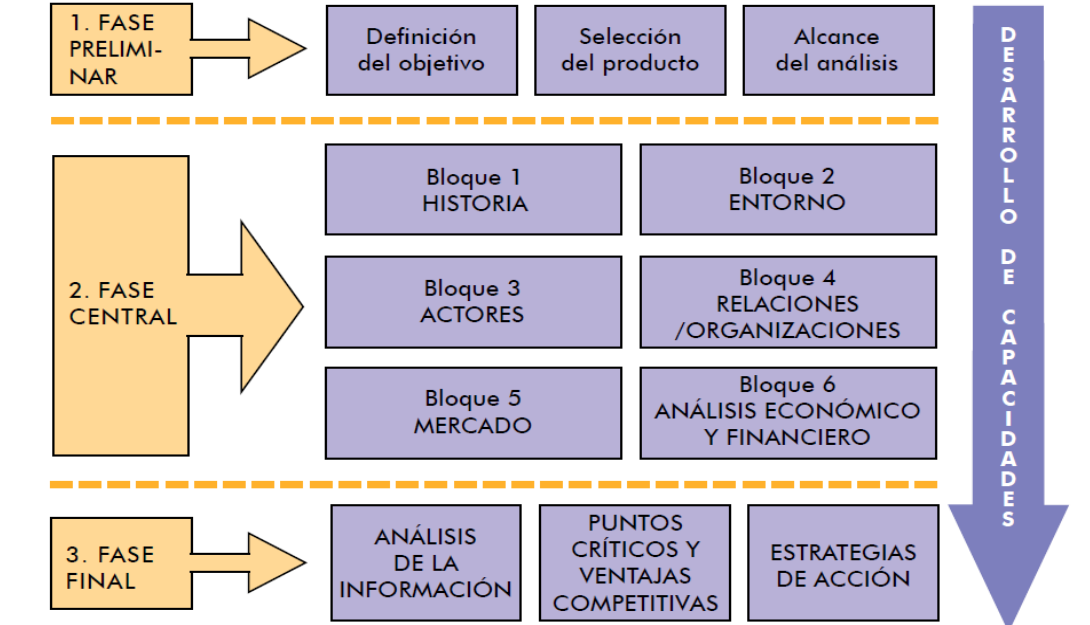 1. FASE
PRELIMI-
NAR
Definición
del objetivo
Selección
del producto
Alcance
del análisis
2. FASE
CENTRAL
Bloque 1
HISTORIA
Bloque 2
ENTORNO
Bloque 3
ACTORES
Bloque 4
RELACIONES
/ORGANIZACIONES
Bloque 5
MERCADO
Bloque 6
ANÁLISIS ECONÓMICO
Y FINANCIERO
3. FASE
FINAL
ANÁLISIS
DE LA
INFORMACIÓN
PUNTOS
CRÍTICOS Y
VENTAJAS
COMPETITIVAS
ESTRATEGIAS
DE ACCIÓN
DESARROLLO DE CAPACIDADES